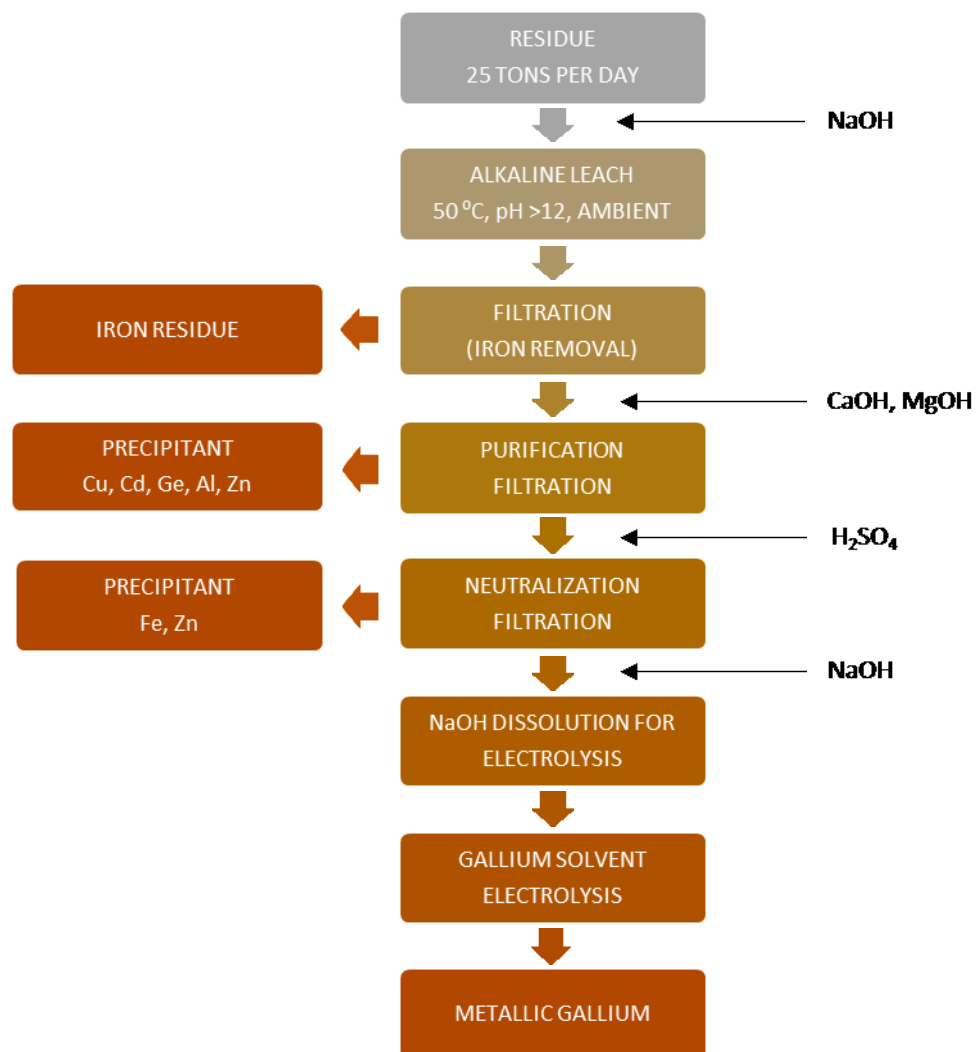 RESIDUE
25 TONS PER DAY
NaOH
ALKALINE LEACH
50 ⁰C, pH >12, AMBIENT
IRON RESIDUE
FILTRATION
(IRON REMOVAL)
CaOH, MgOH
PRECIPITANT
Cu, Cd, Ge, Al, Zn
PURIFICATION
FILTRATION
H₂SO₄
PRECIPITANT
Fe, Zn
NEUTRALIZATION
FILTRATION
NaOH
NaOH DISSOLUTION FOR
ELECTROLYSIS
GALLIUM SOLVENT
ELECTROLYSIS
METALLIC GALLIUM